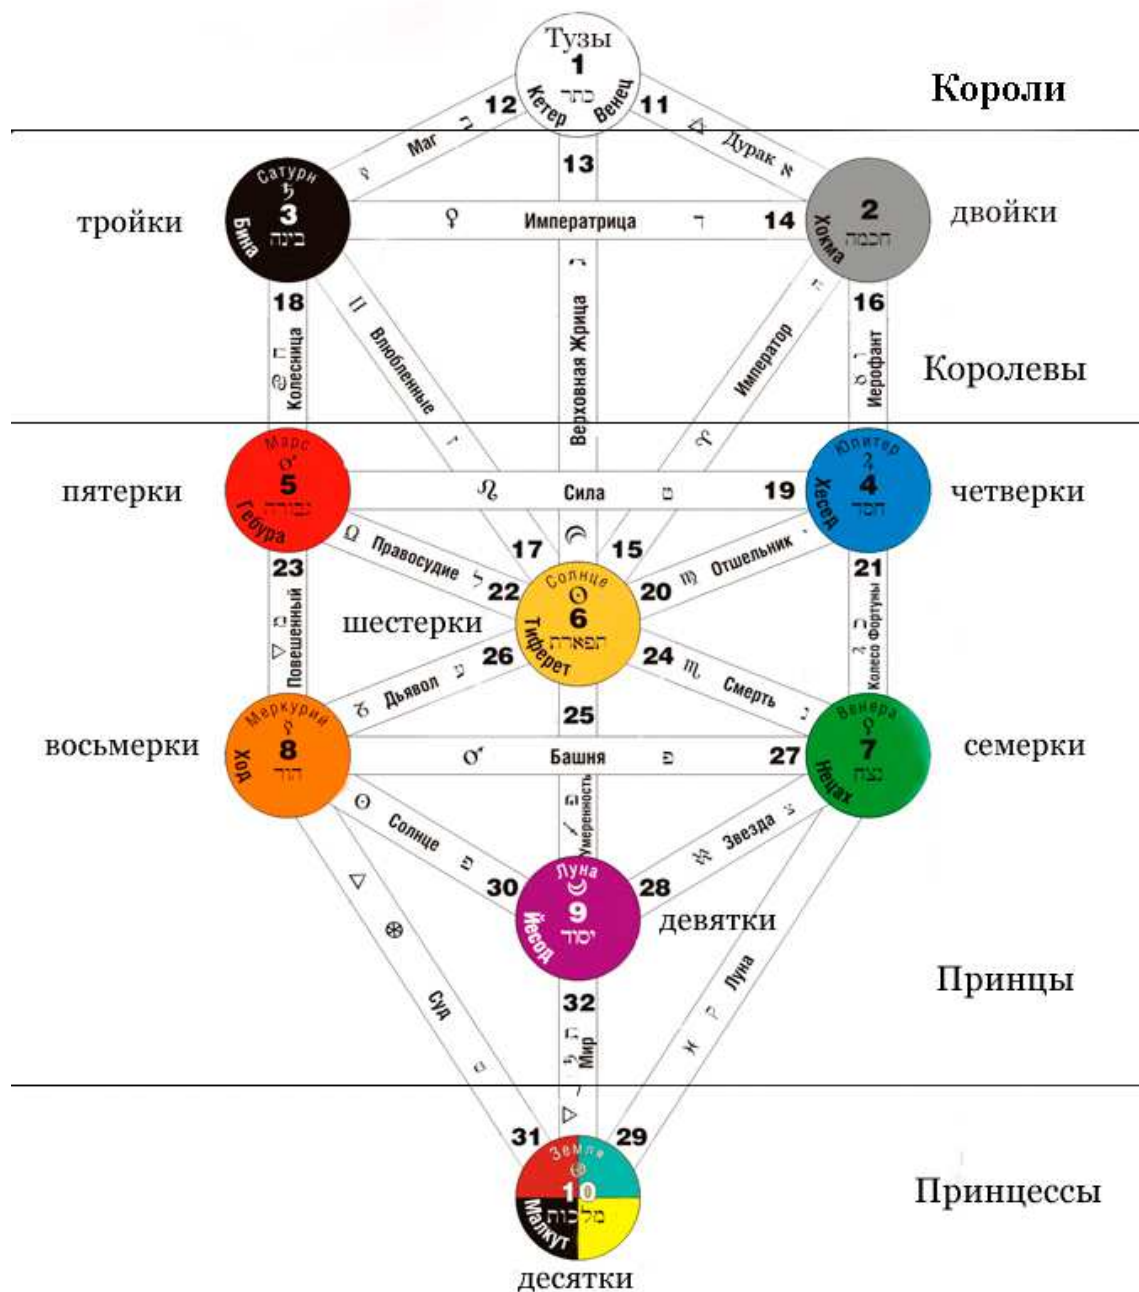 Тузы
1
כתר
Кетер
Венец
Короли
12
11
Маг
ב
Дурак
א
13
Сатурн
3
בינה
Бина
тройки
Императрица
ד
14
2
חכמה
Хокма
двойки
18
ג
16
Колесница
ח
Влюбленные
ז
Верховная Жрица
Император
Иерофант
ו
Королевы
Марс
5
גבורה
Гебура
пятерки
Сила
ט
19
Юпитер
4
חסד
Хесед
четверки
17
15
Правосудие
ל
22
Отшельник
י
20
23
21
Солнце
6
תפארת
Тиферет
шестерки
Повешенный
מ
Колесо Фортуны
כ
26
24
Дьявол
ע
Смерть
נ
25
Меркурий
8
הוד
Ход
восьмерки
Башня
פ
27
Венера
7
נצח
Нецах
семерки
Умеренность
Солнце
פ
30
Звезда
צ
28
Луна
9
יסוד
Йесод
девятки
Суд
32
Мир
ת
Луна
ק
Принцы
31
29
Земля
10
מלכות
Малкут
Принцессы
десятки